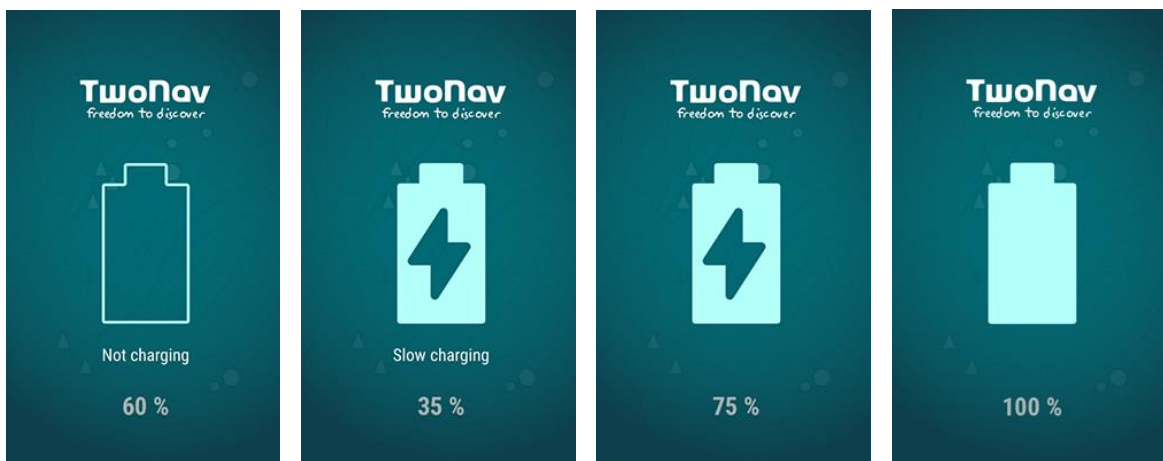 TwoNav
freedom to discover
Not charging
60 %
TwoNav
freedom to discover
Slow charging
35 %
TwoNav
freedom to discover
75 %
TwoNav
freedom to discover
100 %